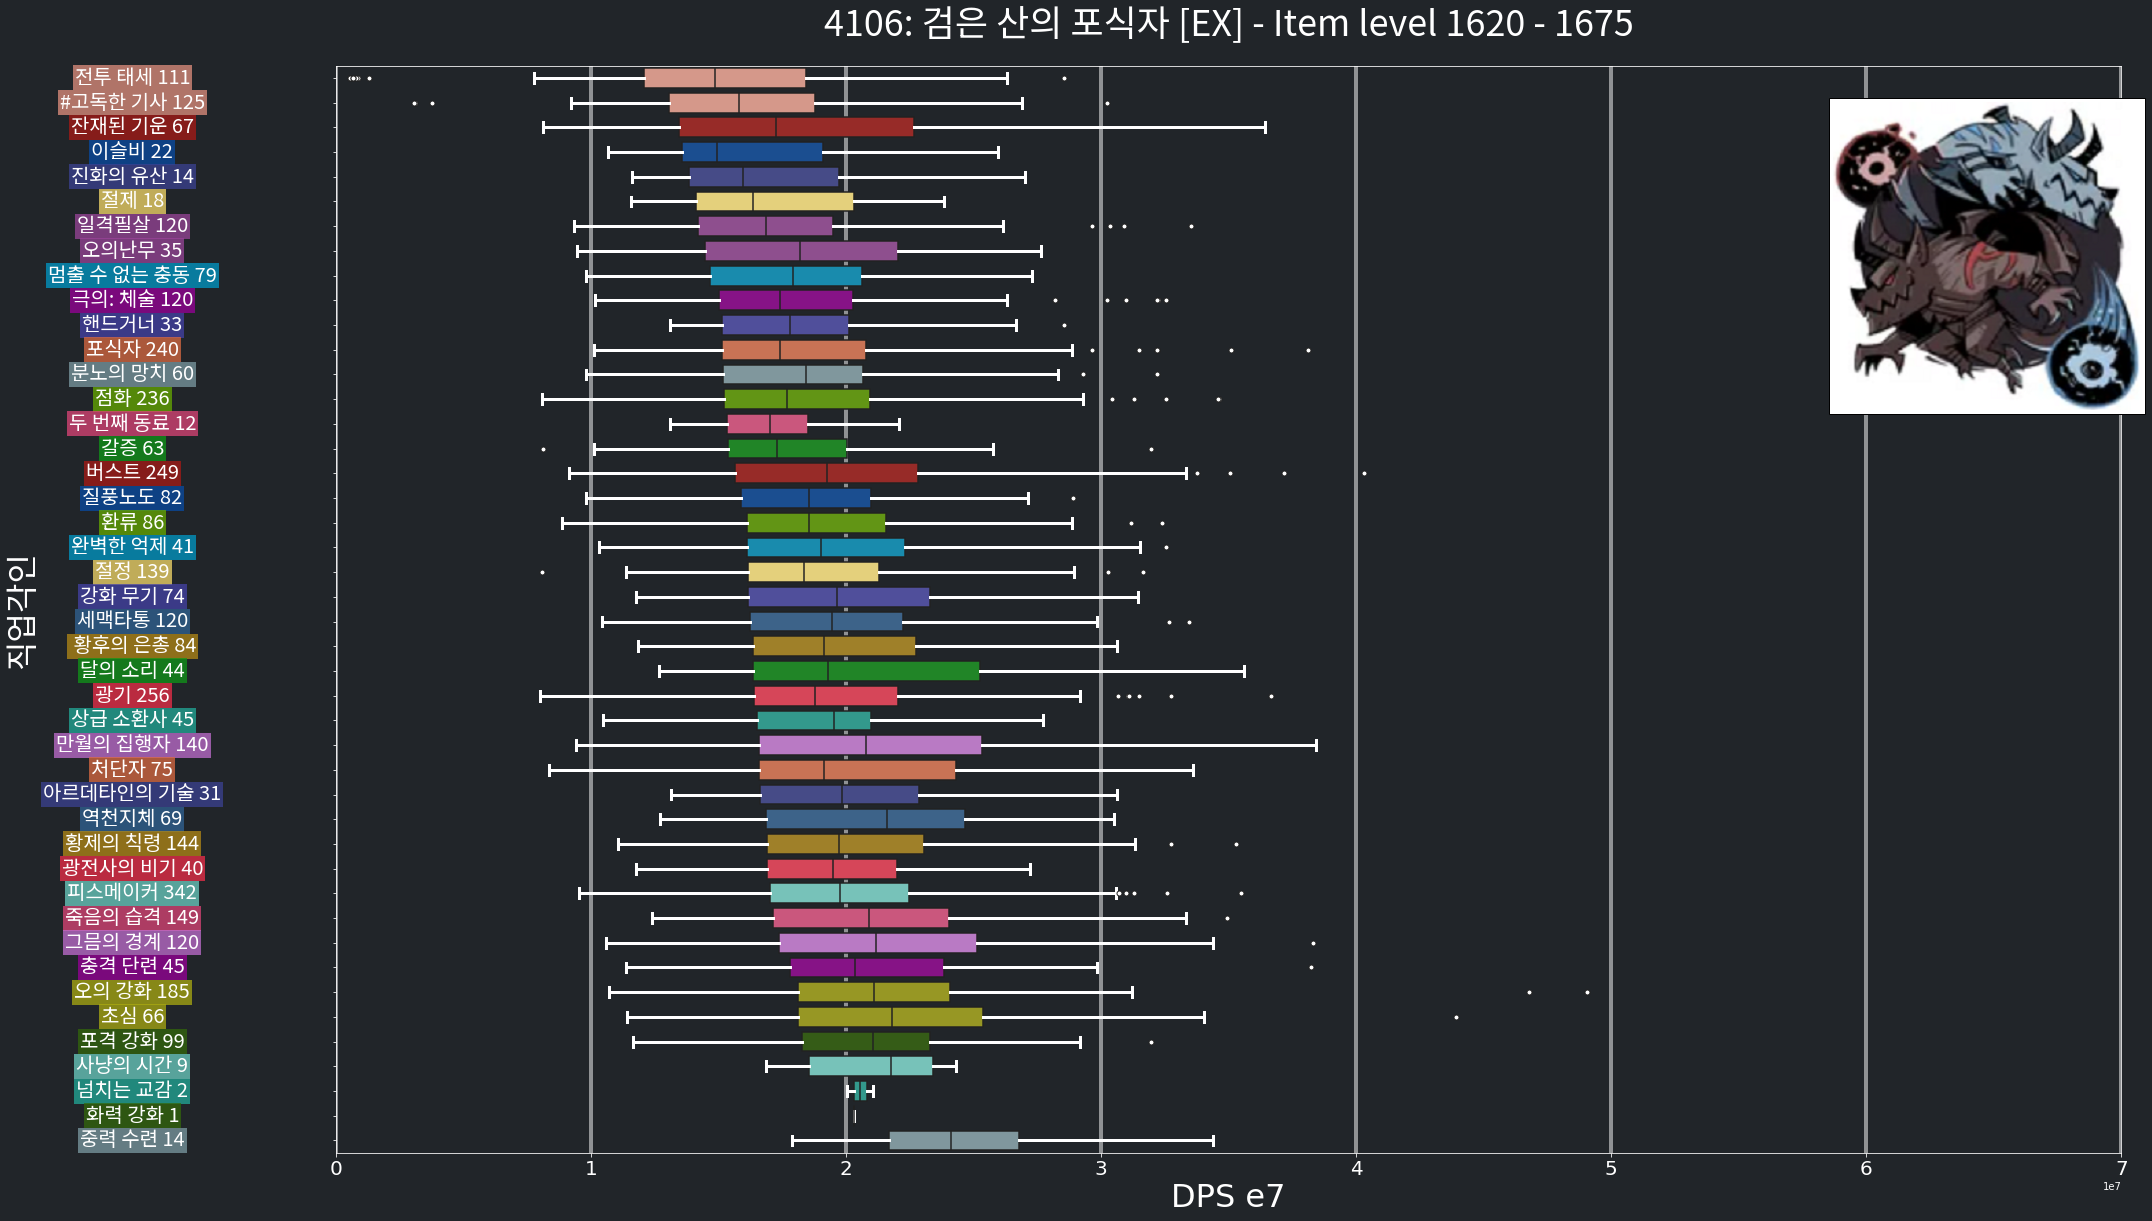 4106: 검은 산의 포식자 [EX] - Item level 1620 - 1675
전투 태세 111
#고독한 기사 125
잔재된 기운 67
이슬비 22
진화의 유산 14
절제 18
일격필살 120
오의난무 35
멈출 수 없는 충동 79
극의: 체술 120
핸드거너 33
포식자 240
분노의 망치 60
점화 236
두 번째 동료 12
갈증 63
버스트 249
질풍노도 82
환류 86
완벽한 억제 41
절정 139
강화 무기 74
세맥타통 120
황후의 은총 84
달의 소리 44
광기 256
상급 소환사 45
만월의 집행자 140
처단자 75
아르데타인의 기술 31
역천지체 69
황제의 칙령 144
광전사의 비기 40
피스메이커 342
죽음의 습격 149
그믐의 경계 120
충격 단련 45
오의 강화 185
초심 66
포격 강화 99
사냥의 시간 9
넘치는 교감 2
화력 강화 1
중력 수련 14
직업각인
0 1 2 3 4 5 6 7
1e7
DPS e7